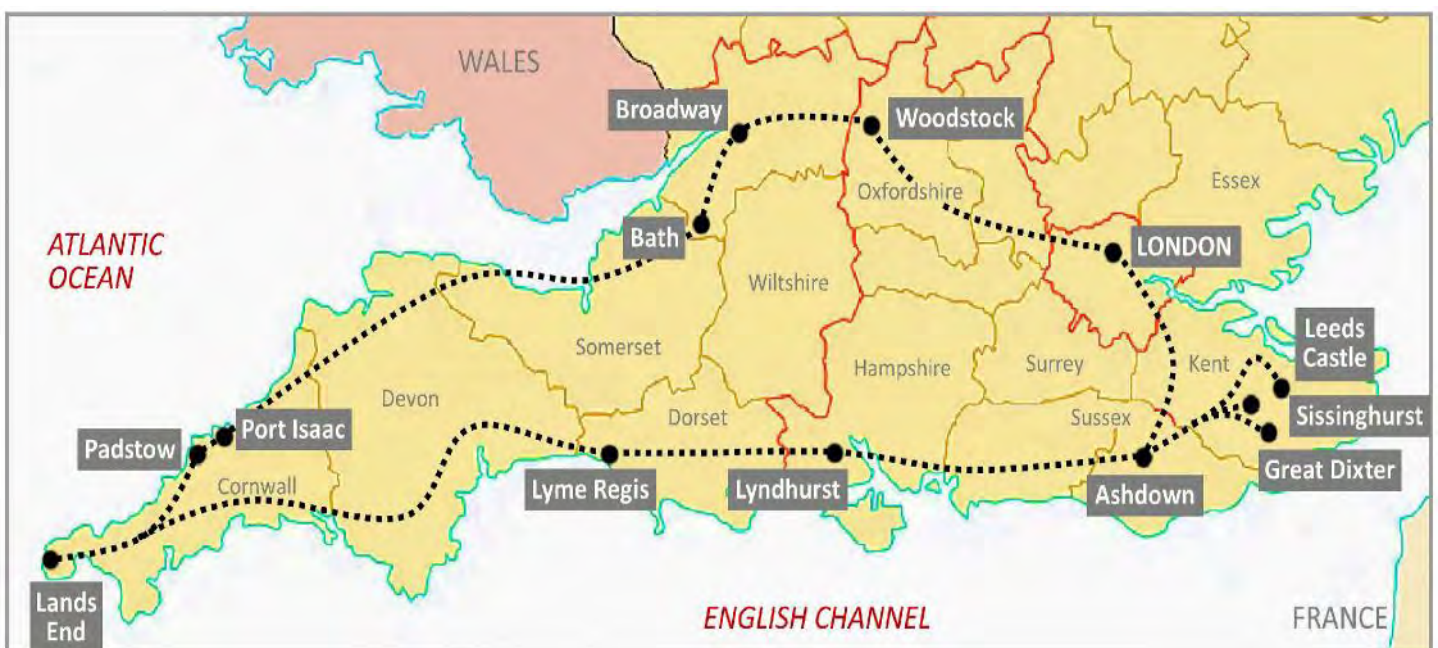 WALES
Broadway
Woodstock
Oxfordshire
Essex
Bath
LONDON
ATLANTIC
OCEAN
Wiltshire
Leeds
Castle
Somerset
Hampshire
Surrey
Kent
Devon
Dorset
Sussex
Sissinghurst
Port Isaac
Padstow
Great Dixter
Cornwall
Lyme Regis
Lyndhurst
Ashdown
Lands
End
ENGLISH CHANNEL
FRANCE